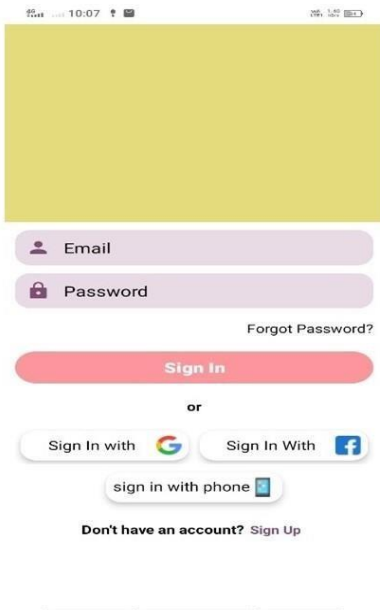 10:07
Email
Password
Forgot Password?
Sign In
or
Sign In with
Sign In With
sign in with phone
Don't have an account? Sign Up